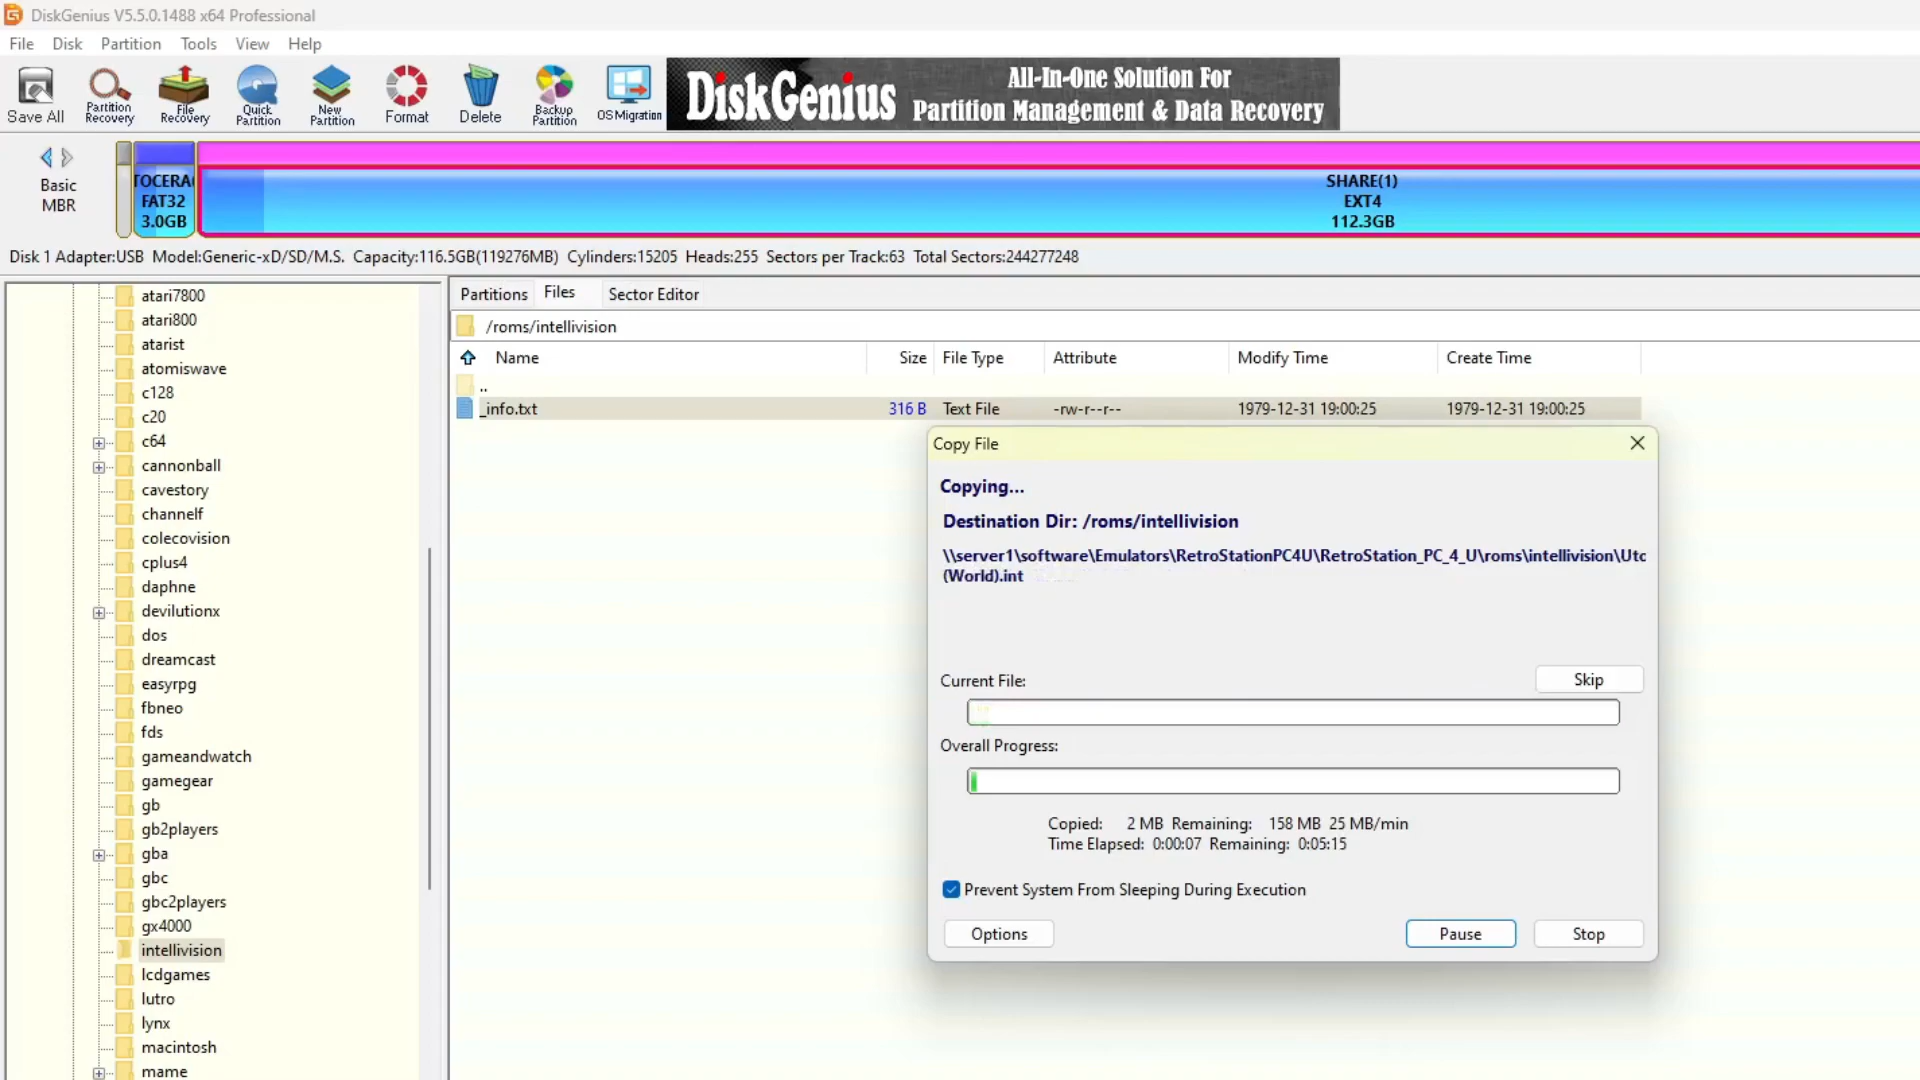 DiskGenius V5.5.0.1488 x64 Professional
File Disk Partition Tools View Help
Save All
Partition Recovery
File Recovery
Quick Partition
New Partition
Format
Delete
Backup Partition
OS Migration
DiskGenius
All-In-One Solution For
Partition Management & Data Recovery
Basic
MBR
TOCERA(
FAT32
3.0GB
SHARE(1)
EXT4
112.3GB
Disk 1 Adapter:USB Model:Generic-xD/SD/M.S. Capacity:116.5GB(119276MB) Cylinders:15205 Heads:255 Sectors per Track:63 Total Sectors:244277248
atari7800
atari800
atarist
atomiswave
c128
c20
c64
cannonball
cavestory
channelf
colecovision
cplus4
daphne
devilutionx
dos
dreamcast
easyrpg
fbneo
fds
gameandwatch
gamegear
gb
gb2players
gba
gbc
gbc2players
gx4000
intellivision
lcdgames
lutro
lynx
macintosh
mame
Partitions Files Sector Editor
/roms/intellivision
Name Size File Type Attribute Modify Time Create Time
..
_info.txt 316 B Text File -rw-r--r-- 1979-12-31 19:00:25 1979-12-31 19:00:25
Copy File
Copying...
Destination Dir: /roms/intellivision
\\server1\software\Emulators\RetroStationPC4U\RetroStation_PC_4_U\roms\intellivision\Utc
(World).int
Current File:
Skip
Overall Progress:
Copied: 2 MB Remaining: 158 MB 25 MB/min
Time Elapsed: 0:00:07 Remaining: 0:05:15
Prevent System From Sleeping During Execution
Options Pause Stop